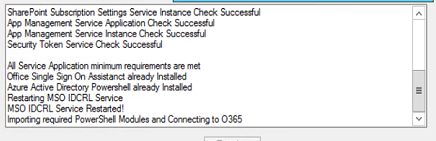 SharePoint Subscription Settings Service Instance Check Successful
App Management Service Application Check Successful
App Management Service Instance Check Successful
Security Token Service Check Successful
All Service Application minimum requirements are met
Office Single Sign On Assistanct already Installed
Azure Active Directory Powershell already Installed
Restarting MSO IDCRL Service
MSO IDCRL Service Restarted!
Importing required PowerShell Modules and Connecting to O365